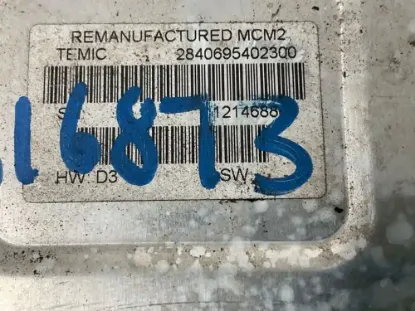 REMANUFACTURED MCM2
TEMIC 2840695402300
1214688
16873
HW: D3 SW